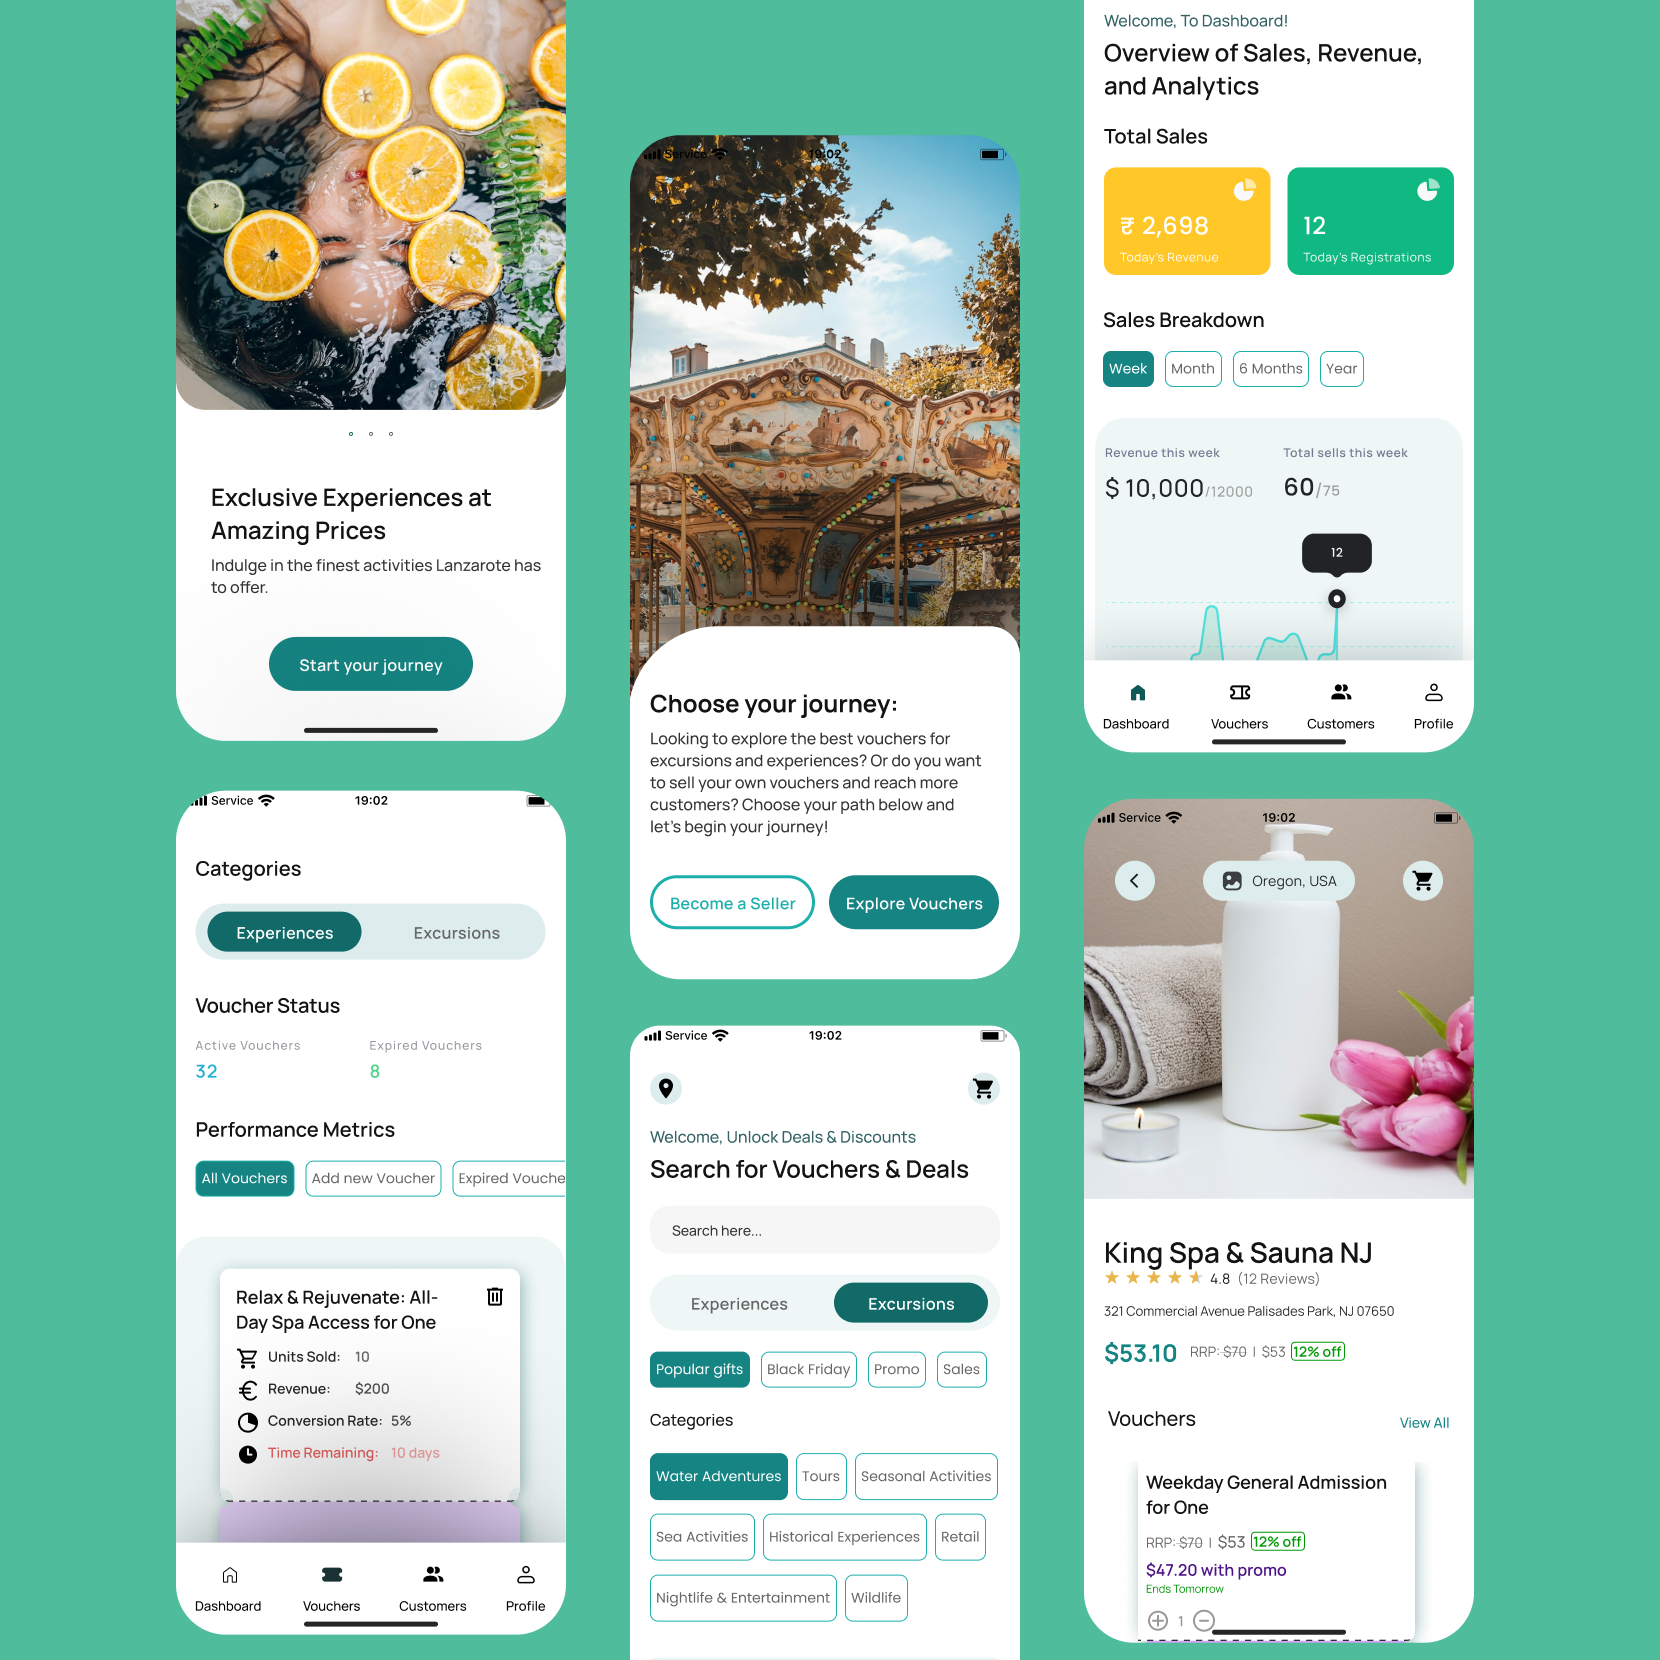 Exclusive Experiences at
Amazing Prices
Indulge in the finest activities Lanzarote has
to offer.
Start your journey
Service
19:02
Categories
Experiences
Excursions
Voucher Status
Active Vouchers
Expired Vouchers
32
8
Performance Metrics
All Vouchers
Add new Voucher
Expired Vouche
Relax & Rejuvenate: All-
Day Spa Access for One
Units Sold: 10
Revenue: $200
Conversion Rate: 5%
Time Remaining: 10 days
Dashboard
Vouchers
Customers
Profile
Service
19:02
Choose your journey:
Looking to explore the best vouchers for
excursions and experiences? Or do you want
to sell your own vouchers and reach more
customers? Choose your path below and
let's begin your journey!
Become a Seller
Explore Vouchers
Service
19:02
Welcome, Unlock Deals & Discounts
Search for Vouchers & Deals
Search here...
Experiences
Excursions
Popular gifts
Black Friday
Promo
Sales
Categories
Water Adventures
Tours
Seasonal Activities
Sea Activities
Historical Experiences
Retail
Nightlife & Entertainment
Wildlife
Welcome, To Dashboard!
Overview of Sales, Revenue,
and Analytics
Total Sales
₹ 2,698
Today's Revenue
12
Today's Registrations
Sales Breakdown
Week
Month
6 Months
Year
Revenue this week
Total sells this week
$ 10,000/12000
60/75
12
Dashboard
Vouchers
Customers
Profile
Service
19:02
Oregon, USA
King Spa & Sauna NJ
4.8 (12 Reviews)
321 Commercial Avenue Palisades Park, NJ 07650
$53.10 RRP: $70 | $53 12% off
Vouchers
View All
Weekday General Admission
for One
RRP: $70 | $53 12% off
$47.20 with promo
Ends Tomorrow
1